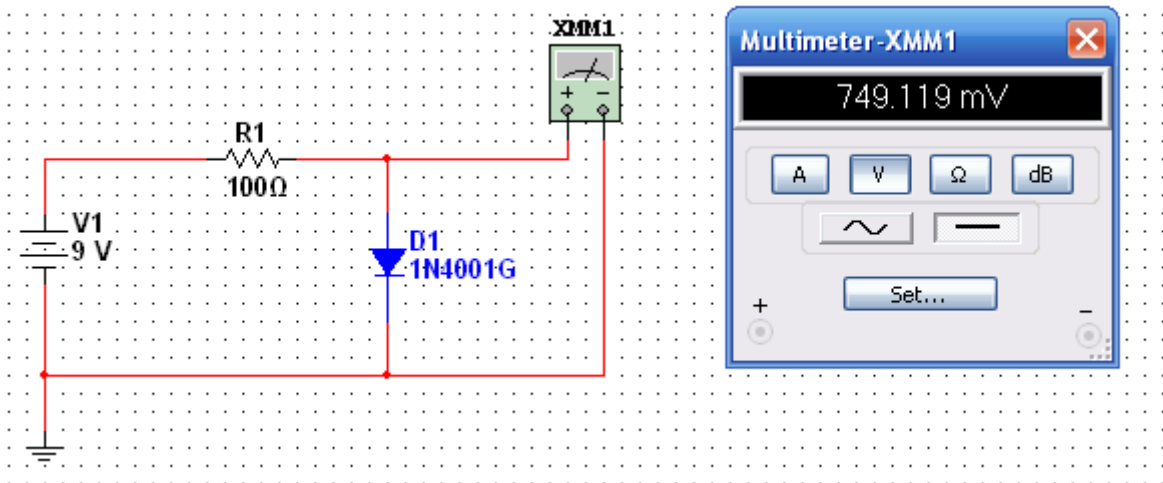 XMM1
+ −
R1
100Ω
V1
9 V
D1
1N4001G
Multimeter-XMM1
749.119 mV
A V Ω dB
Set...
+ −